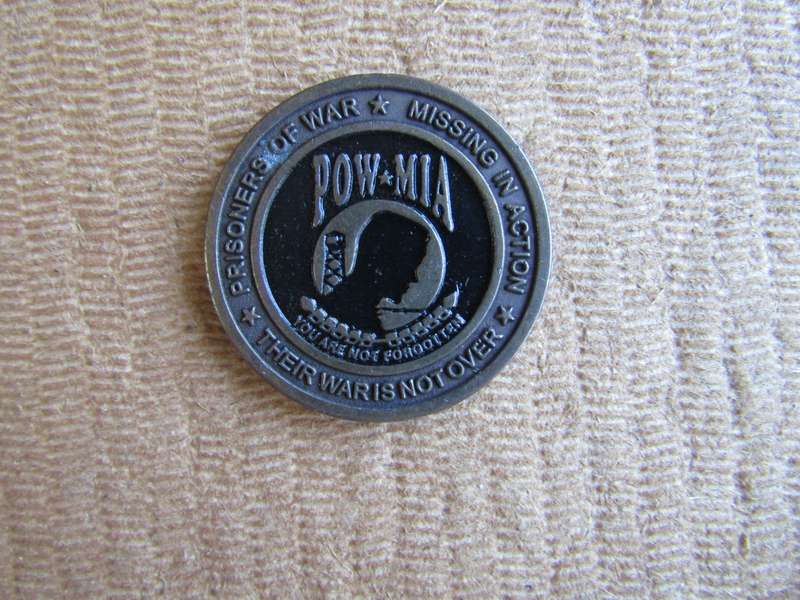 PRISONERS OF WAR ★ MISSING IN ACTION
★ THEIR WAR IS NOT OVER ★
POW★MIA
YOU ARE NOT FORGOTTEN